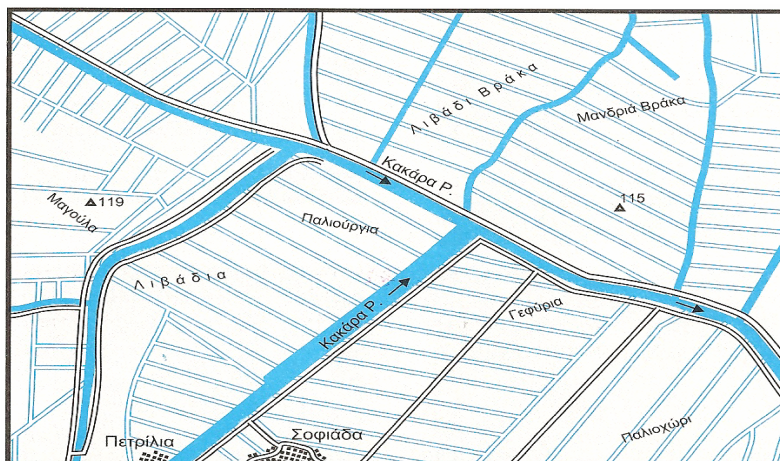 Λιβάδι Βράκα
Μανδριά Βράκα
Κακάρα Ρ.
119
Μαγούλα
115
Παλιούργια
Λιβάδια
Κακάρα Ρ.
Γεφύρια
Παλιοχώρι
Πετρίλια
Σοφιάδα